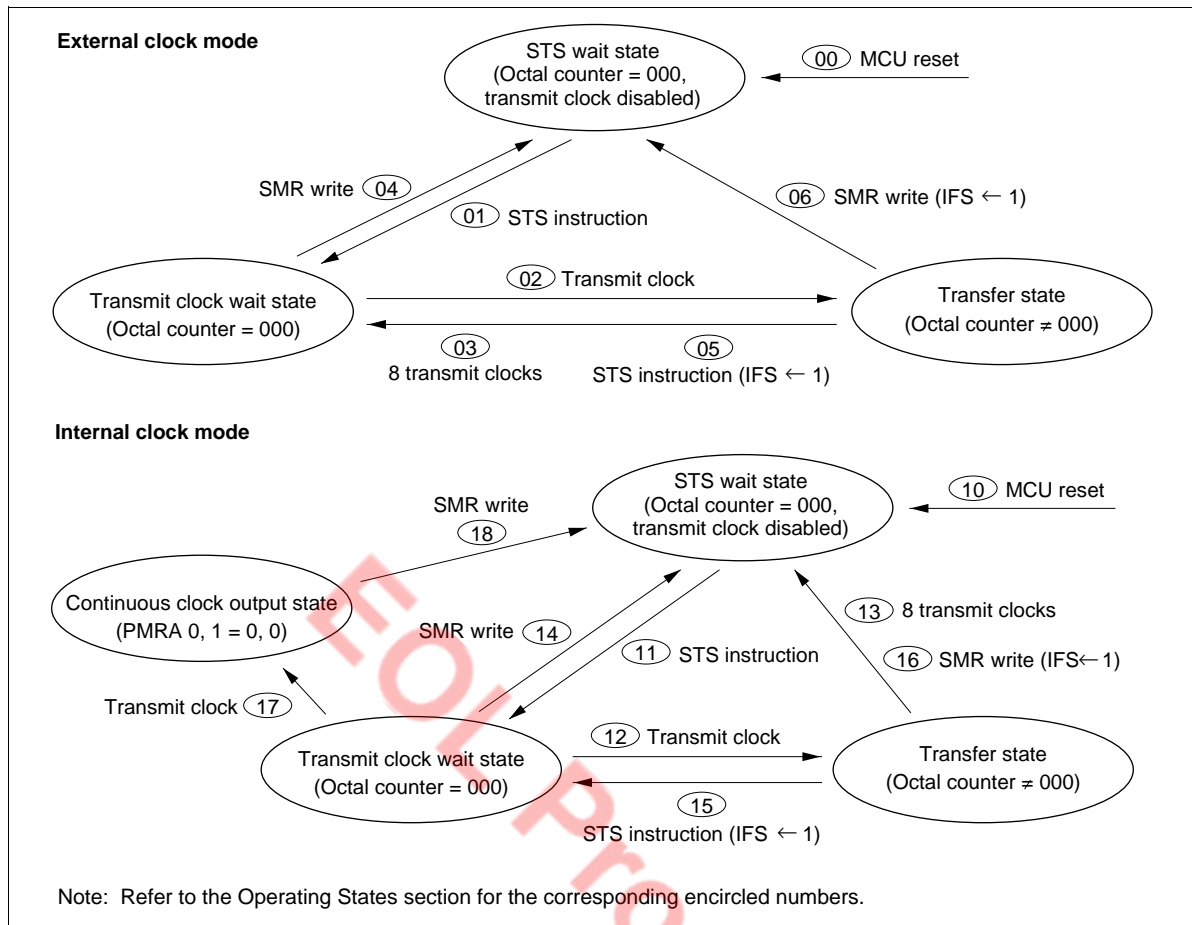 External clock mode
STS wait state
(Octal counter = 000,
transmit clock disabled)
00 MCU reset
SMR write 04
01 STS instruction
06 SMR write (IFS ← 1)
Transmit clock wait state
(Octal counter = 000)
02 Transmit clock
Transfer state
(Octal counter ≠ 000)
03
8 transmit clocks
05
STS instruction (IFS ← 1)
Internal clock mode
STS wait state
(Octal counter = 000,
transmit clock disabled)
10 MCU reset
SMR write
18
Continuous clock output state
(PMRA 0, 1 = 0, 0)
SMR write 14
11 STS instruction
13 8 transmit clocks
16 SMR write (IFS← 1)
Transmit clock 17
Transmit clock wait state
(Octal counter = 000)
12 Transmit clock
Transfer state
(Octal counter ≠ 000)
15
STS instruction (IFS ← 1)
Note: Refer to the Operating States section for the corresponding encircled numbers.
EOL Pro